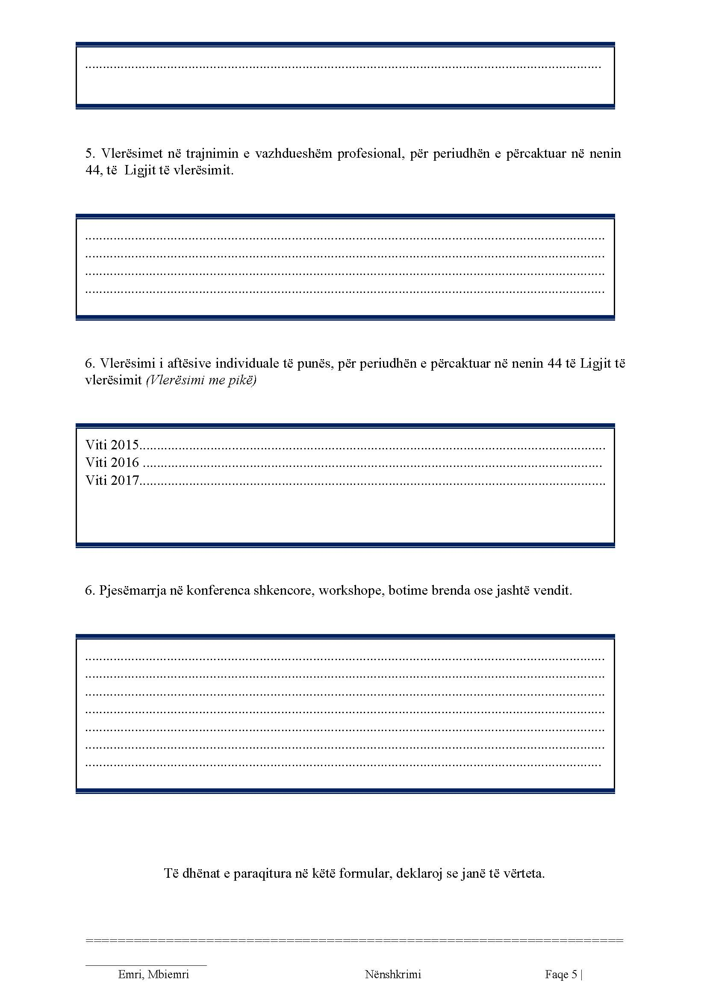 ..................................................................................................................................................
5. Vlerësimet në trajnimin e vazhdueshëm profesional, për periudhën e përcaktuar në nenin
44, të  Ligjit të vlerësimit.
...................................................................................................................................................
...................................................................................................................................................
...................................................................................................................................................
...................................................................................................................................................
6. Vlerësimi i aftësive individuale të punës, për periudhën e përcaktuar në nenin 44 të Ligjit të
vlerësimit (Vlerësimi me pikë)
Viti 2015....................................................................................................................................
Viti 2016 ..................................................................................................................................
Viti 2017....................................................................................................................................
6. Pjesëmarrja në konferenca shkencore, workshope, botime brenda ose jashtë vendit.
...................................................................................................................................................
...................................................................................................................................................
...................................................................................................................................................
...................................................................................................................................................
...................................................................................................................................................
...................................................................................................................................................
..................................................................................................................................................
Të dhënat e paraqitura në këtë formular, deklaroj se janë të vërteta.
===================================================================
Emri, Mbiemri Nënshkrimi Faqe 5 |